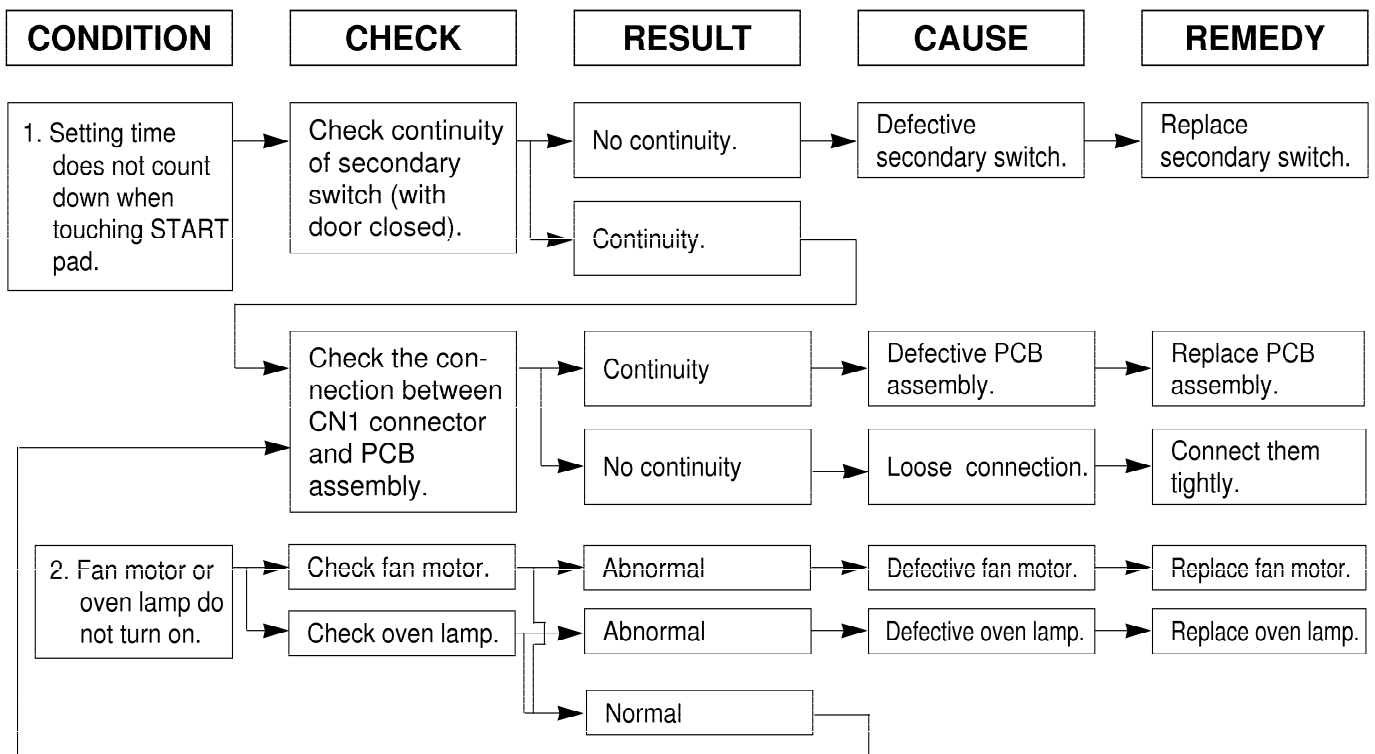 CONDITION
CHECK
RESULT
CAUSE
REMEDY
1. Setting time
does not count
down when
touching START
pad.
Check continuity
of secondary
switch (with
door closed).
No continuity.
Defective
secondary switch.
Replace
secondary switch.
Continuity.
Check the con-
nection between
CN1 connector
and PCB
assembly.
Continuity
Defective PCB
assembly.
Replace PCB
assembly.
No continuity
Loose connection.
Connect them
tightly.
2. Fan motor or
oven lamp do
not turn on.
Check fan motor.
Abnormal
Defective fan motor.
Replace fan motor.
Check oven lamp.
Abnormal
Defective oven lamp.
Replace oven lamp.
Normal